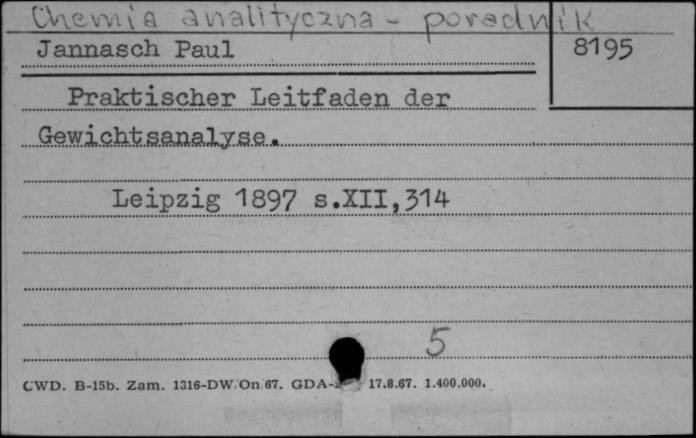 Chemia analityczna - poradnik
Jannasch Paul
8195
Praktischer Leitfaden der
Gewichtsanalyse.
Leipzig 1897 s.XII,314
5
CWD. B-15b. Zam. 1316-DW/On 67. GDA- 17.8.67. 1.400.000.